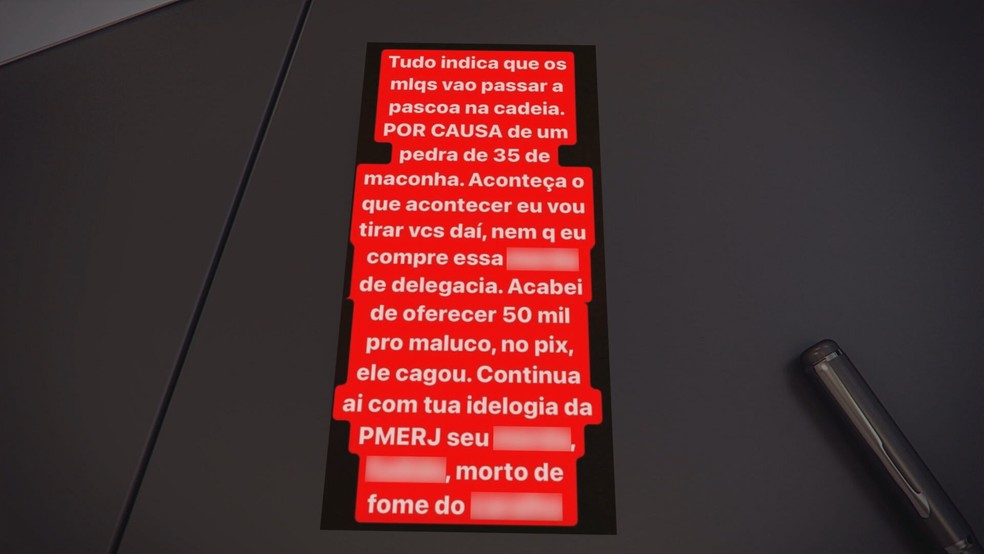 Tudo indica que os
mlqs vao passar a
pascoa na cadeia.
POR CAUSA de um
pedra de 35 de
maconha. Aconteça o
que acontecer eu vou
tirar vcs daí, nem q eu
compre essa
de delegacia. Acabei
de oferecer 50 mil
pro maluco, no pix,
ele cagou. Continua
ai com tua idelogia da
PMERJ seu ,
, morto de
fome do